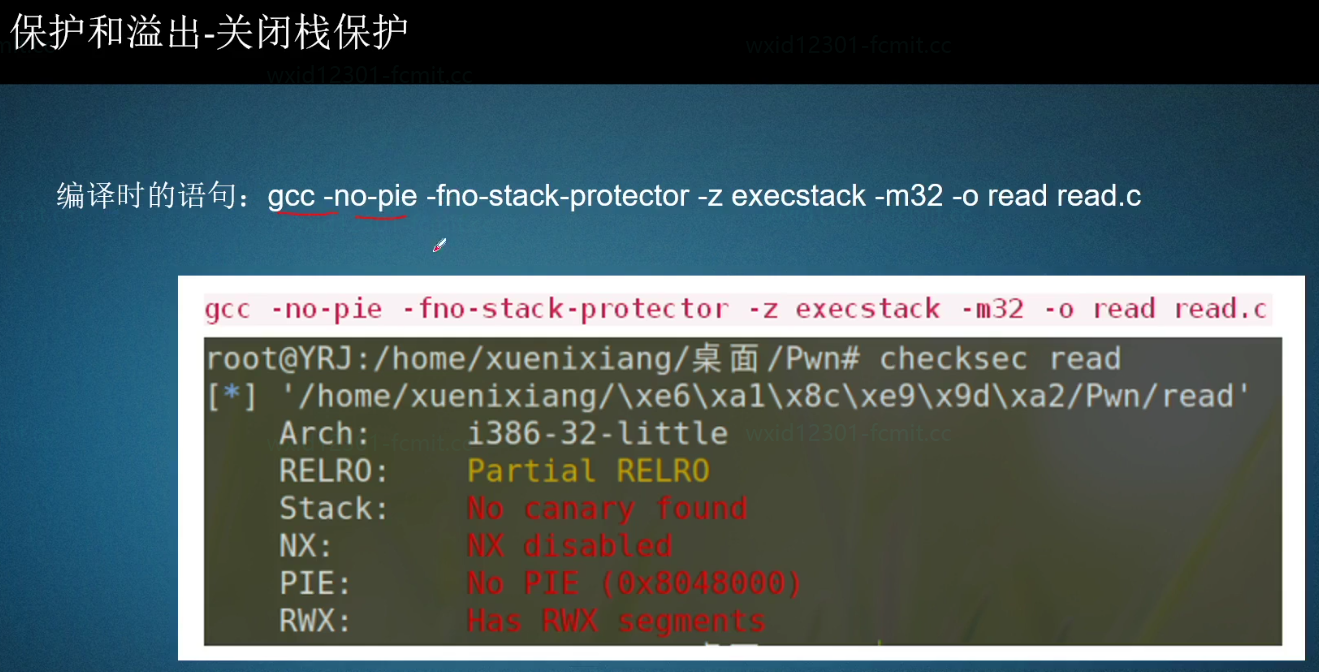 保护和溢出-关闭栈保护
wxid12301-fcmit.cc
wxid12301-fcmit.cc
编译时的语句：gcc -no-pie -fno-stack-protector -z execstack -m32 -o read read.c
gcc -no-pie -fno-stack-protector -z execstack -m32 -o read read.c
root@YRJ:/home/xuenixiang/桌面/Pwn# checksec read
[*] '/home/xuenixiang/\xe6\xa1\x8c\xe9\x9d\xa2/Pwn/read'
Arch: i386-32-little
wxid12301-fcmit.cc
RELRO: Partial RELRO
Stack: No canary found
NX: NX disabled
PIE: No PIE (0x8048000)
RWX: Has RWX segments